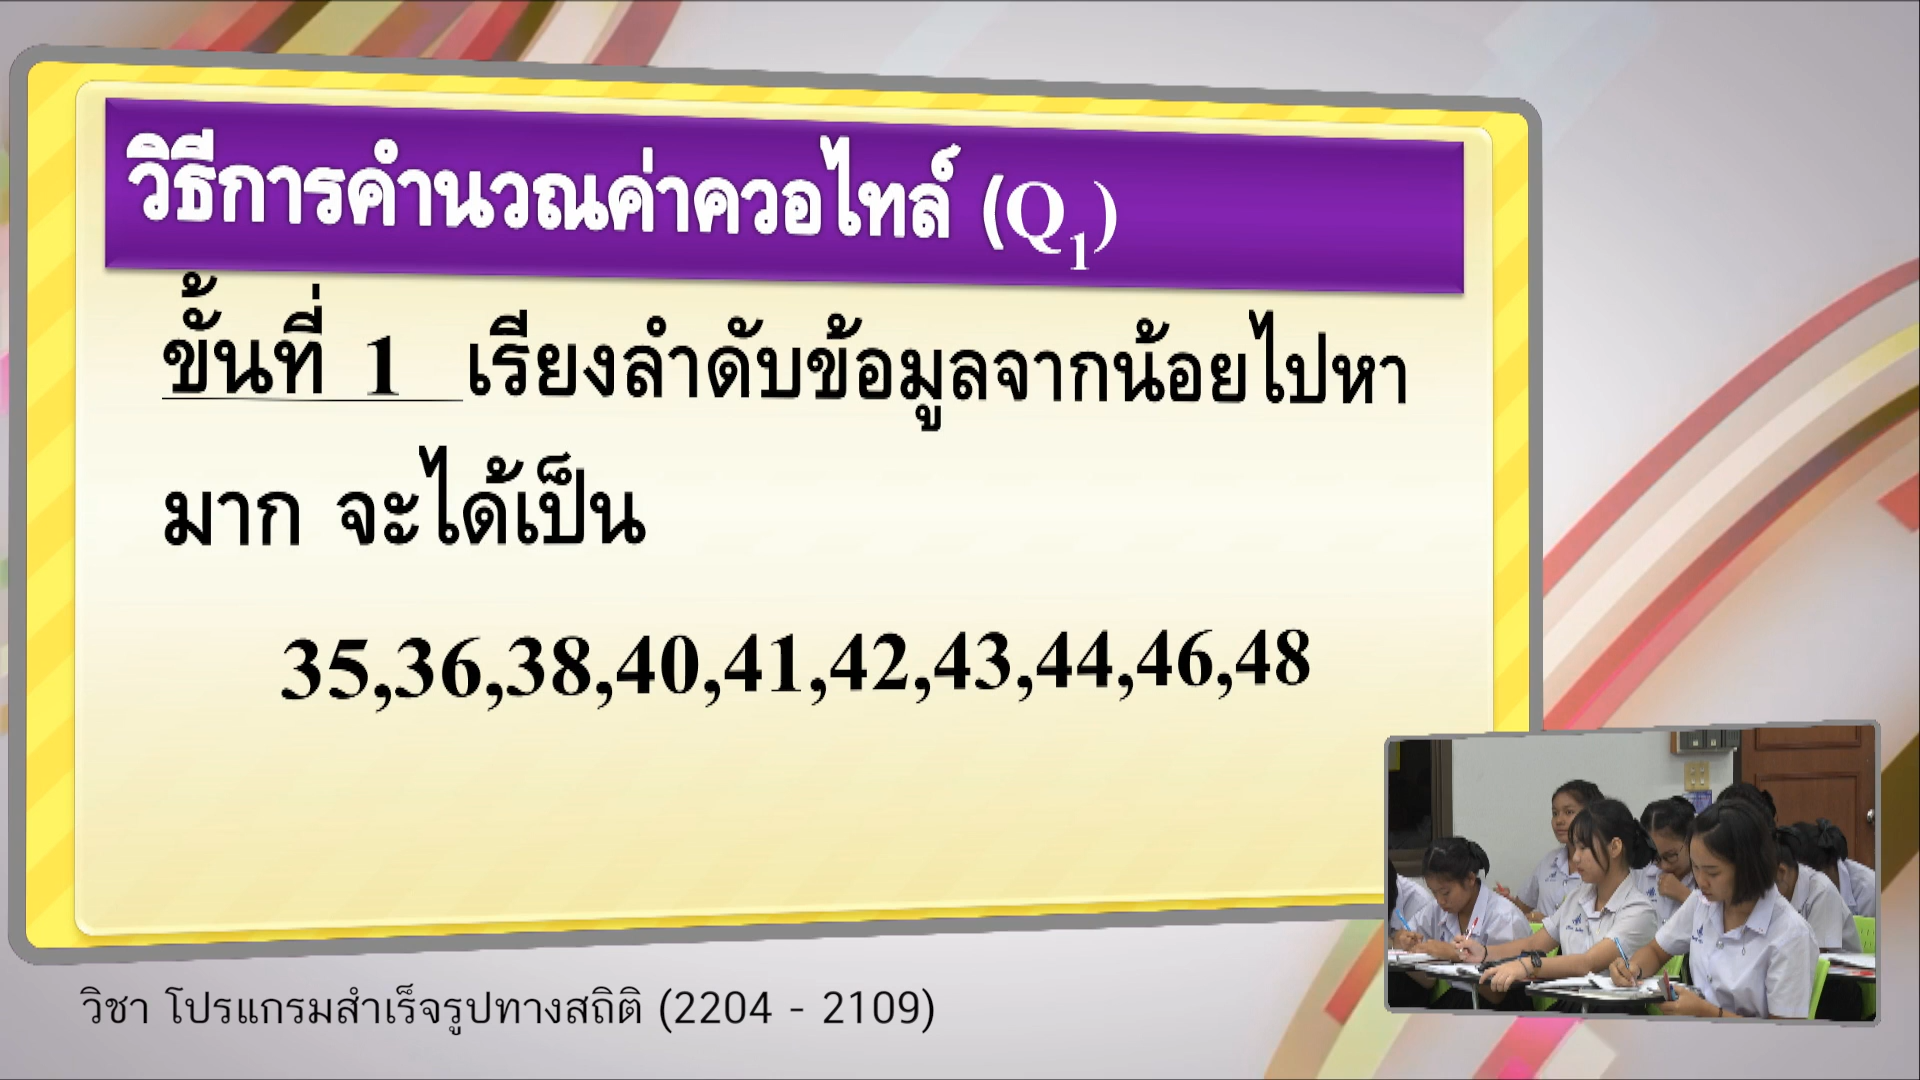 วิธีการคำนวณค่าควอไทล์ (Q1)
ขั้นที่ 1 เรียงลำดับข้อมูลจากน้อยไปหา
มาก จะได้เป็น
35,36,38,40,41,42,43,44,46,48
วิชา โปรแกรมสำเร็จรูปทางสถิติ (2204 - 2109)